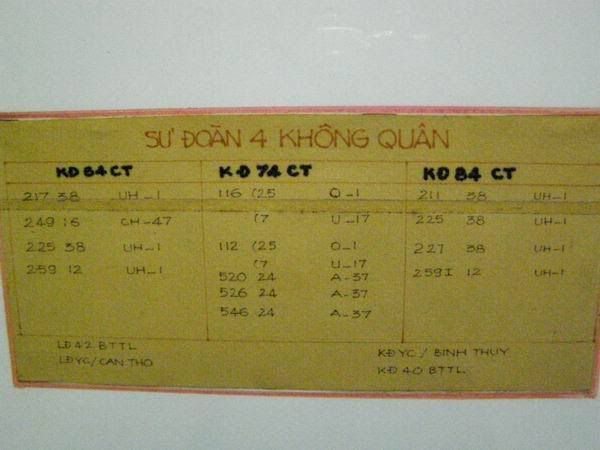 SƯ ĐOÀN 4 KHÔNG QUÂN
KĐ 64 CT
217 38 UH-1
249 16 CH-47
225 38 UH-1
259 12 UH-1
KĐ 74 CT
116 (25 O-1
(7 U-17
112 (25 O-1
(7 U-17
520 24 A-37
526 24 A-37
546 24 A-37
KĐ 84 CT
211 38 UH-1
225 38 UH-1
227 38 UH-1
259I 12 UH-1
LĐ 42 BTTL
LĐYC/CAN THO
KĐYC / BINH THUY
KĐ 40 BTTL